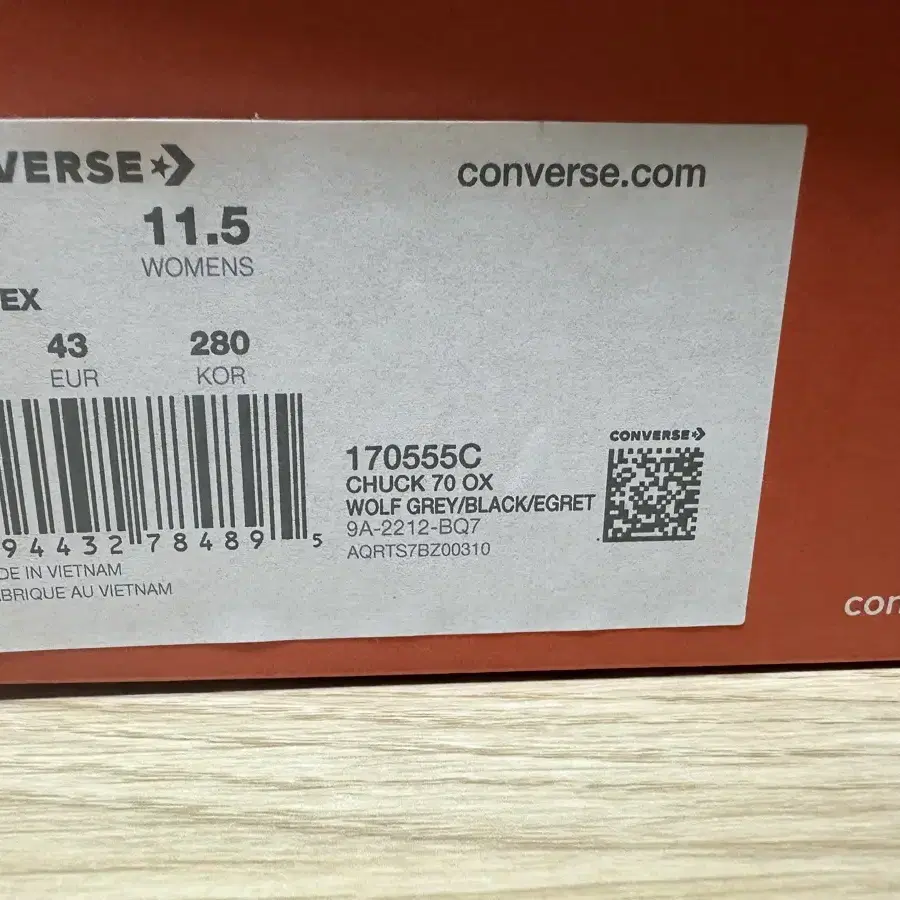 VERSE
converse.com
11.5
WOMENS
EX
43
280
EUR
KOR
94432 78489 5
170555C
CHUCK 70 OX
WOLF GREY/BLACK/EGRET
9A-2212-BQ7
AQRTS7BZ00310
CONVERSE
DE IN VIETNAM
BRIQUE AU VIETNAM
con